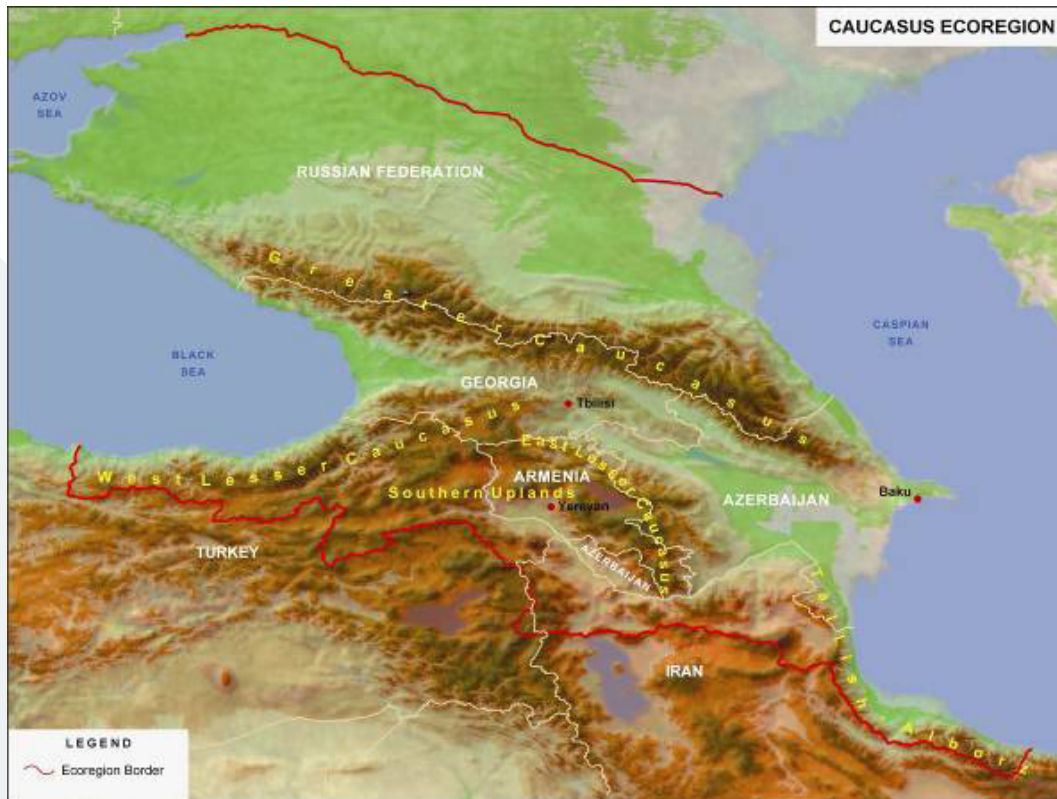 CAUCASUS ECOREGION
AZOV
SEA
RUSSIAN FEDERATION
Greater Caucasus
CASPIAN
SEA
BLACK
SEA
GEORGIA
Tbilisi
West Lesser Caucasus
East Lesser Caucasus
ARMENIA
Southern Uplands
Yerevan
AZERBAIJAN
Baku
TURKEY
AZERBAIJAN
Tallish Alborz
IRAN
LEGEND
Ecoregion Border